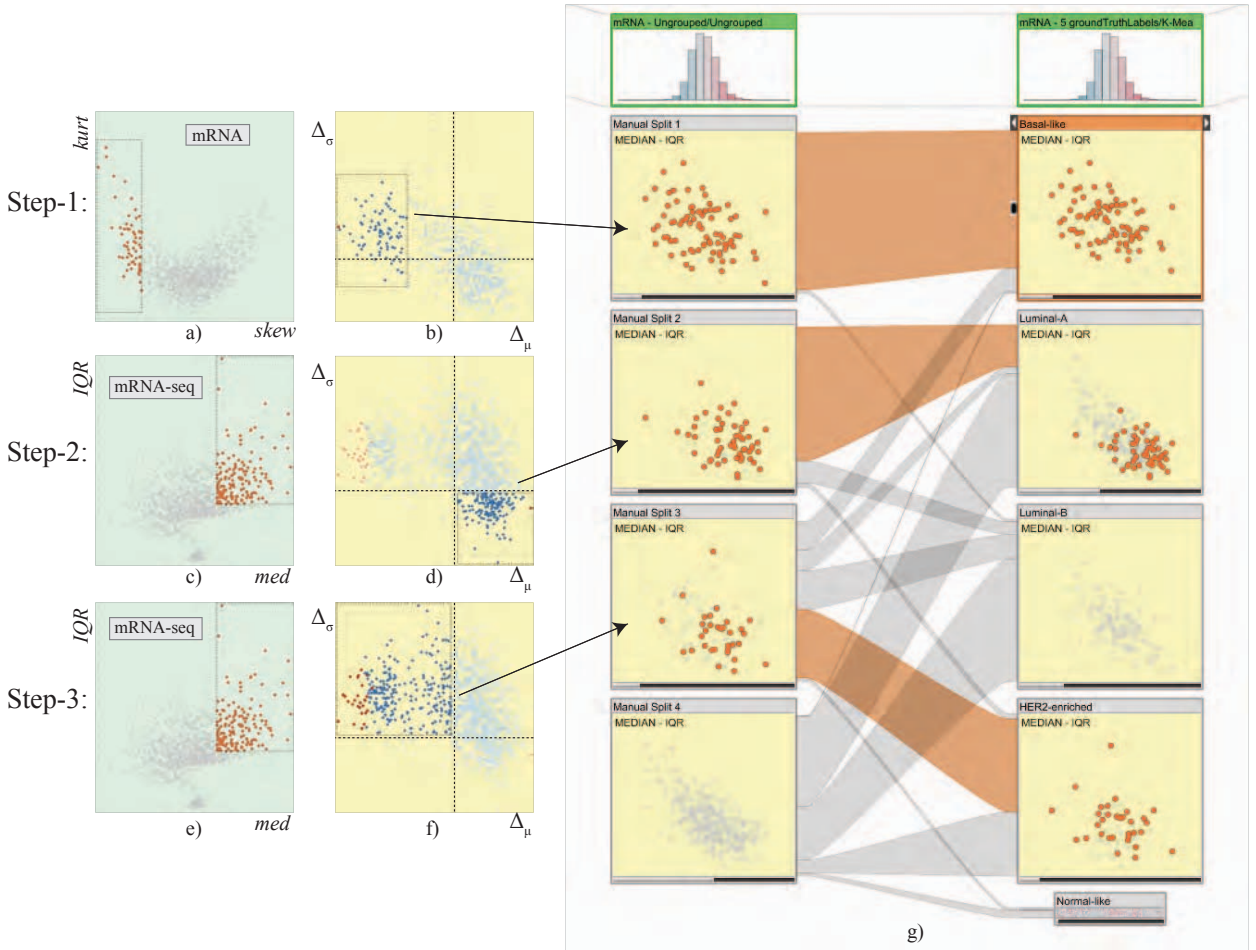 mRNA - Ungrouped/Ungrouped
mRNA - 5 groundTruthLabels/K-Mea
Step-1:
kurt
mRNA
a)
skew
Δσ
b)
Δμ
Step-2:
IQR
mRNA-seq
c)
med
Δσ
d)
Δμ
Step-3:
IQR
mRNA-seq
e)
med
Δσ
f)
Δμ
Manual Split 1
MEDIAN - IQR
Manual Split 2
MEDIAN - IQR
Manual Split 3
MEDIAN - IQR
Manual Split 4
MEDIAN - IQR
Basal-like
MEDIAN - IQR
Luminal-A
MEDIAN - IQR
Luminal-B
MEDIAN - IQR
HER2-enriched
MEDIAN - IQR
Normal-like
g)